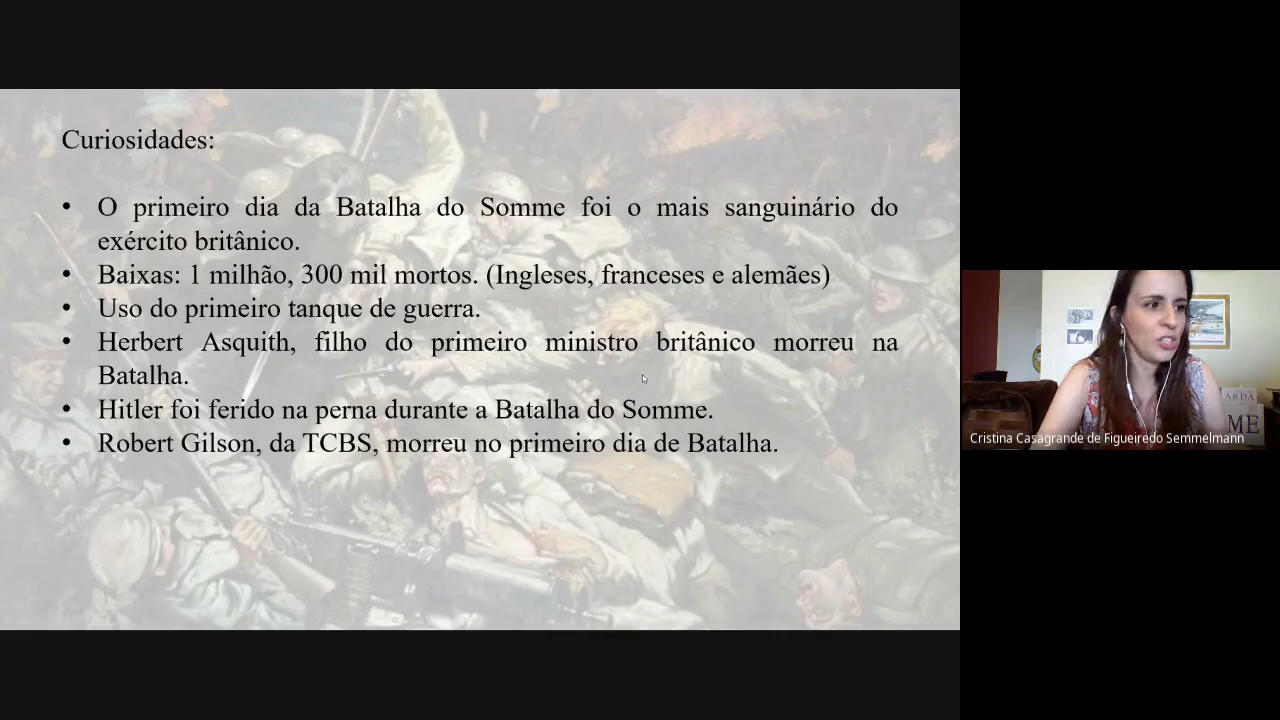 Curiosidades:
• O primeiro dia da Batalha do Somme foi o mais sanguinário do
exército britânico.
• Baixas: 1 milhão, 300 mil mortos. (Ingleses, franceses e alemães)
• Uso do primeiro tanque de guerra.
• Herbert Asquith, filho do primeiro ministro britânico morreu na
Batalha.
• Hitler foi ferido na perna durante a Batalha do Somme.
• Robert Gilson, da TCBS, morreu no primeiro dia de Batalha.
ARDA
ME
Cristina Casagrande de Figueiredo Semmelmann